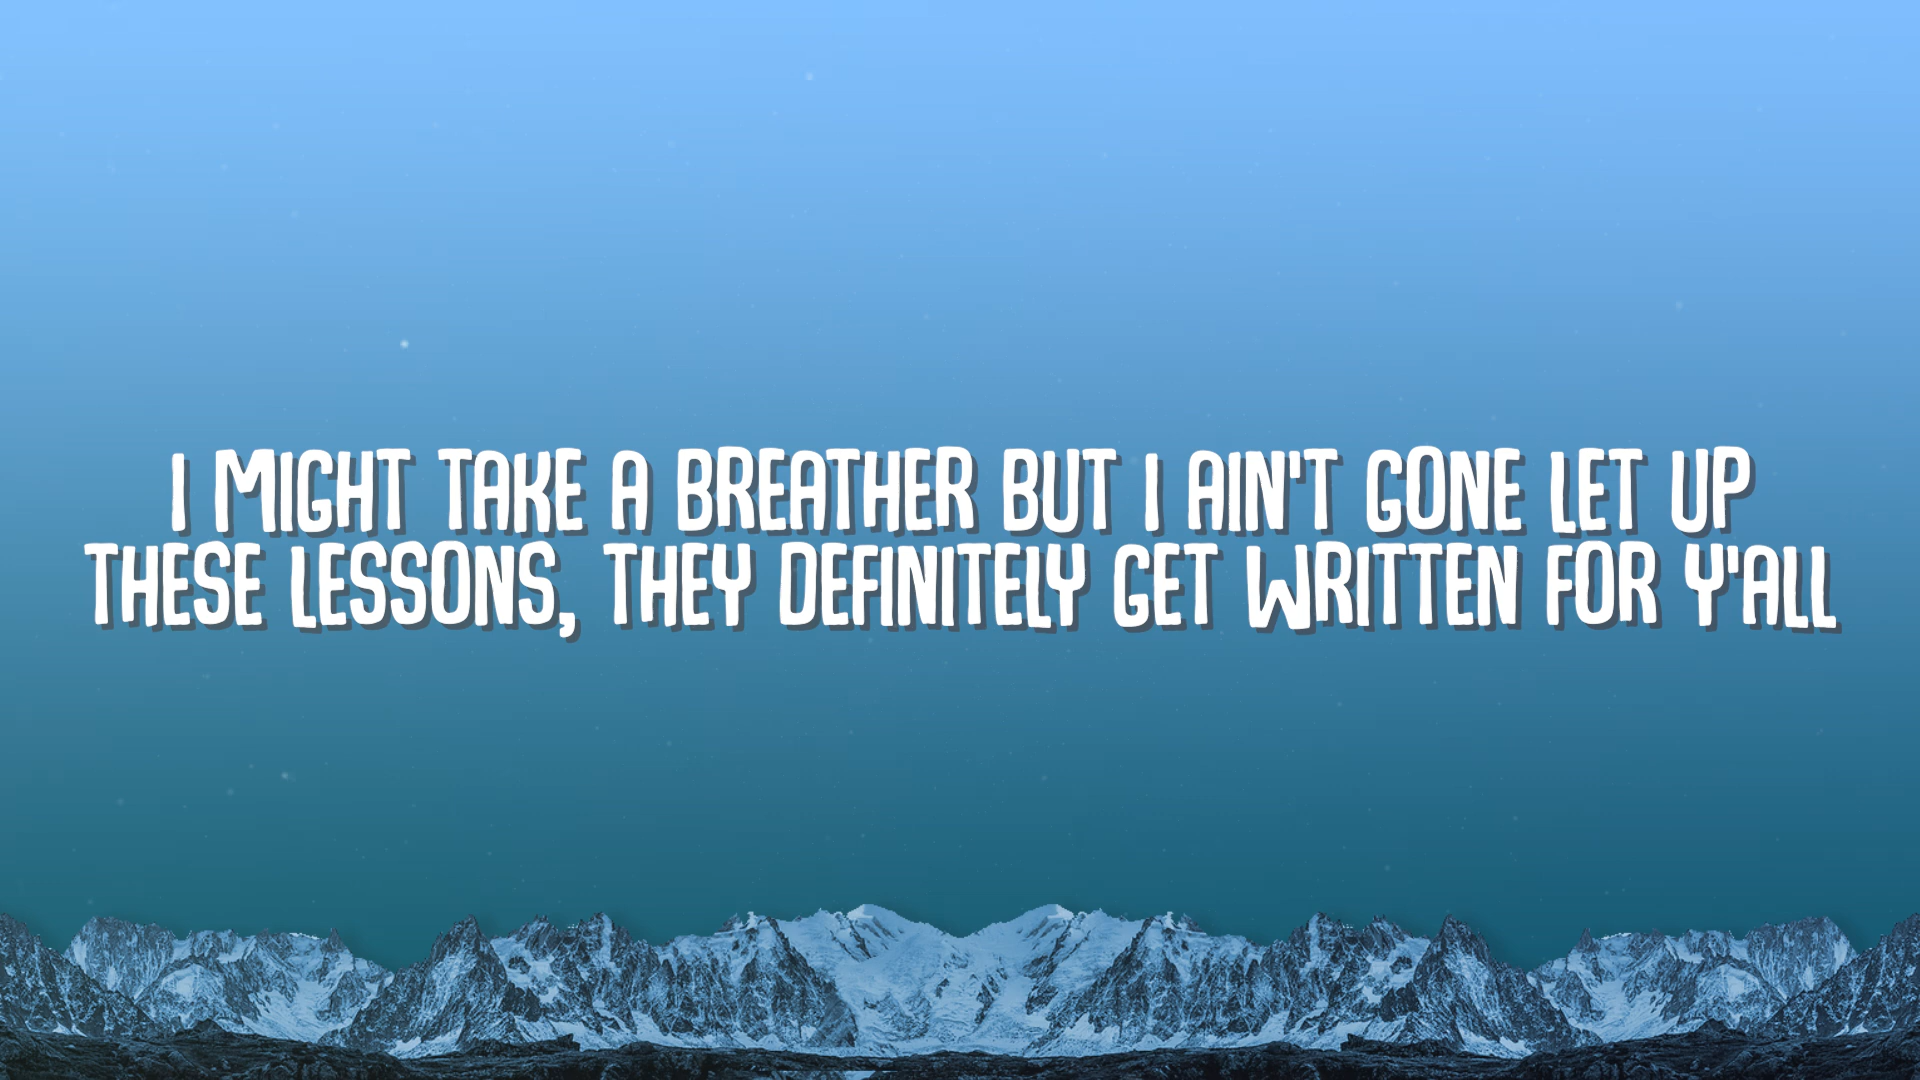 I MIGHT TAKE A BREATHER BUT I AIN'T GONE LET UP
THESE LESSONS, THEY DEFINITELY GET WRITTEN FOR Y'ALL